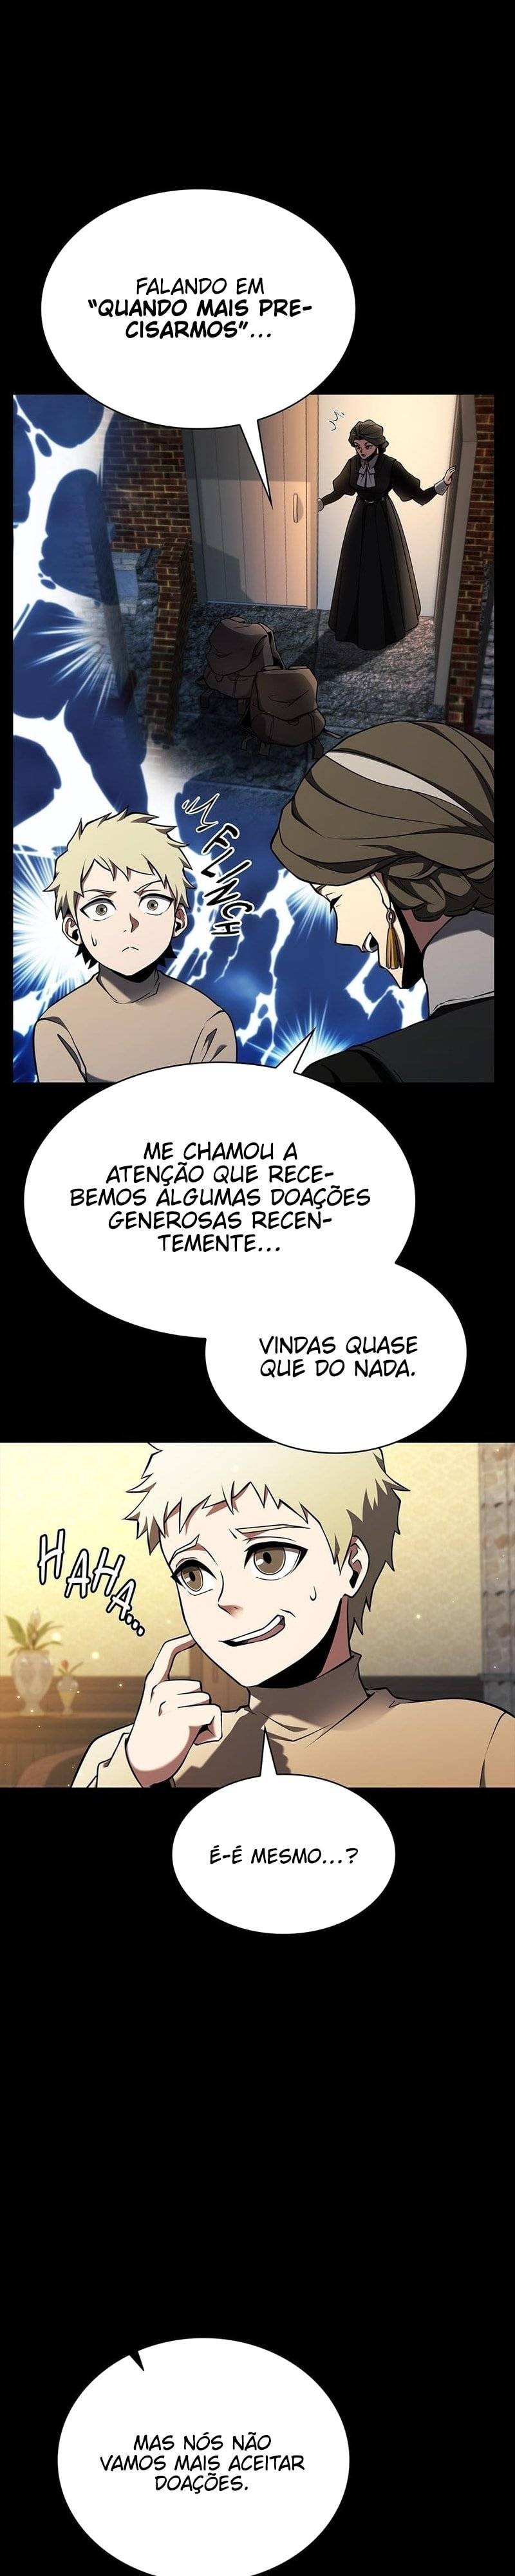 FALANDO EM
“QUANDO MAIS PRE-
CISARMOS”...
FLINCH
ME CHAMOU A
ATENÇÃO QUE RECE-
BEMOS ALGUMAS DOAÇÕES
GENEROSAS RECEN-
TEMENTE...
VINDAS QUASE
QUE DO NADA.
HAHA...
É-É MESMO...?
MAS NÓS NÃO
VAMOS MAIS ACEITAR
DOAÇÕES.